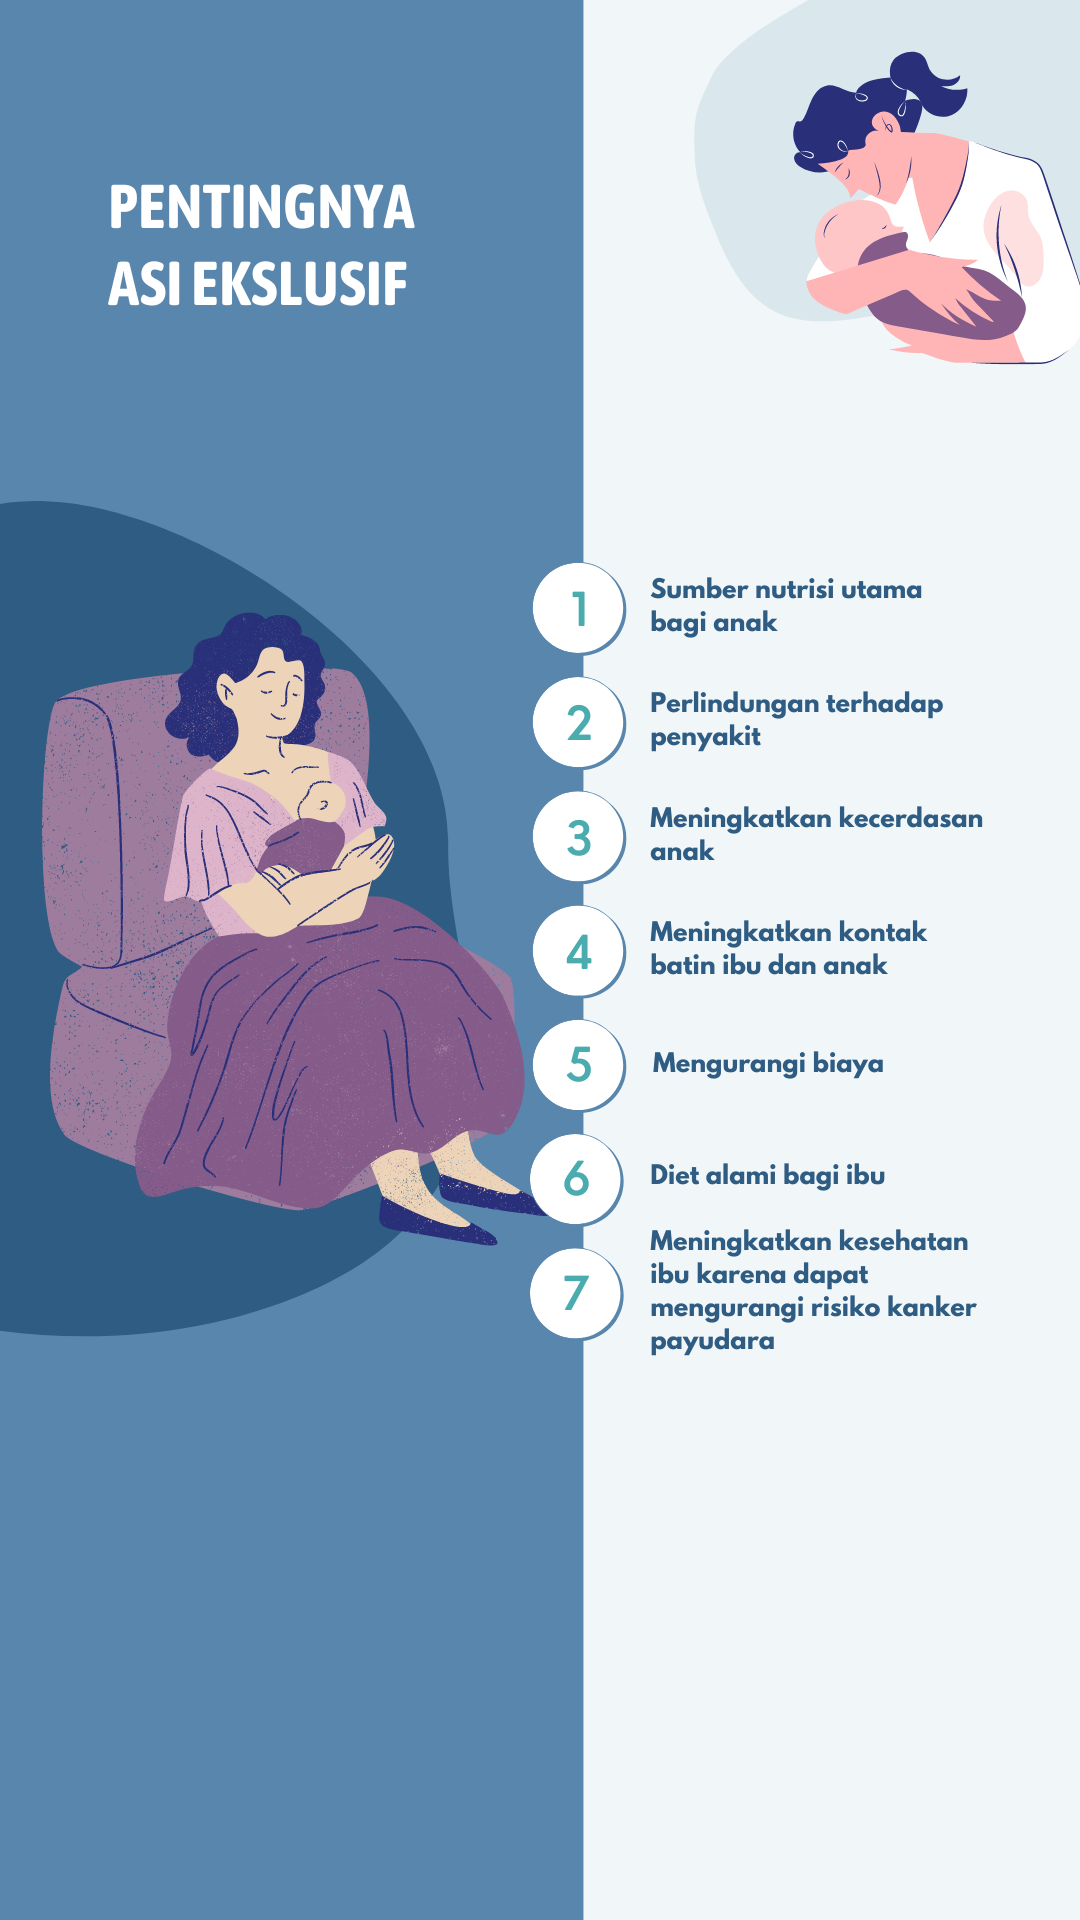 PENTINGNYA
ASI EKSLUSIF
1
Sumber nutrisi utama
bagi anak
2
Perlindungan terhadap
penyakit
3
Meningkatkan kecerdasan
anak
4
Meningkatkan kontak
batin ibu dan anak
5
Mengurangi biaya
6
Diet alami bagi ibu
7
Meningkatkan kesehatan
ibu karena dapat
mengurangi risiko kanker
payudara